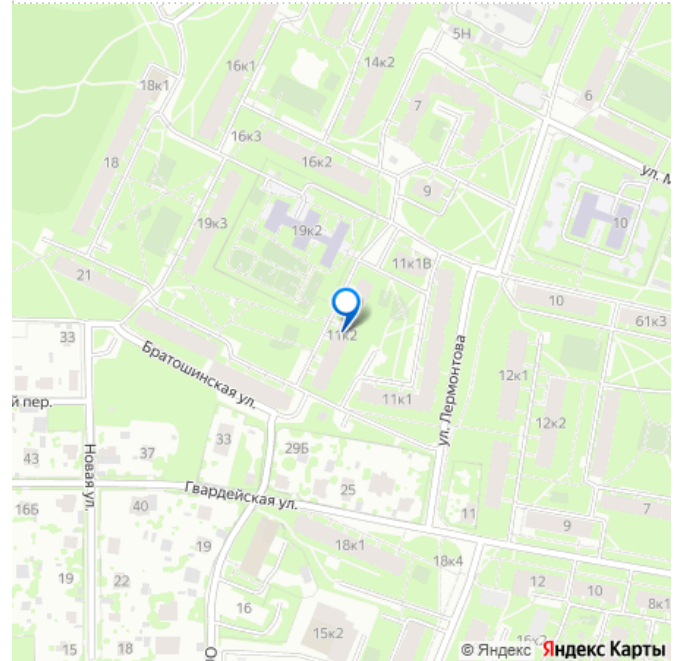 5Н
18к1
16к1
14к2
7
6
16к3
18
16к2
ул. М
9
19к3
19к2
10
11к1В
21
10
61к3
33
11к2
Братошинская ул.
ул. Лермонтова
12к1
й пер.
11к1
12к2
Новая ул.
33
29Б
43
37
25
Гвардейская ул.
16Б
40
11
7
9
19
18к1
18к4
19
22
12
10
8к1
16
15к2
15
18
16к2
© Яндекс Яндекс Карты